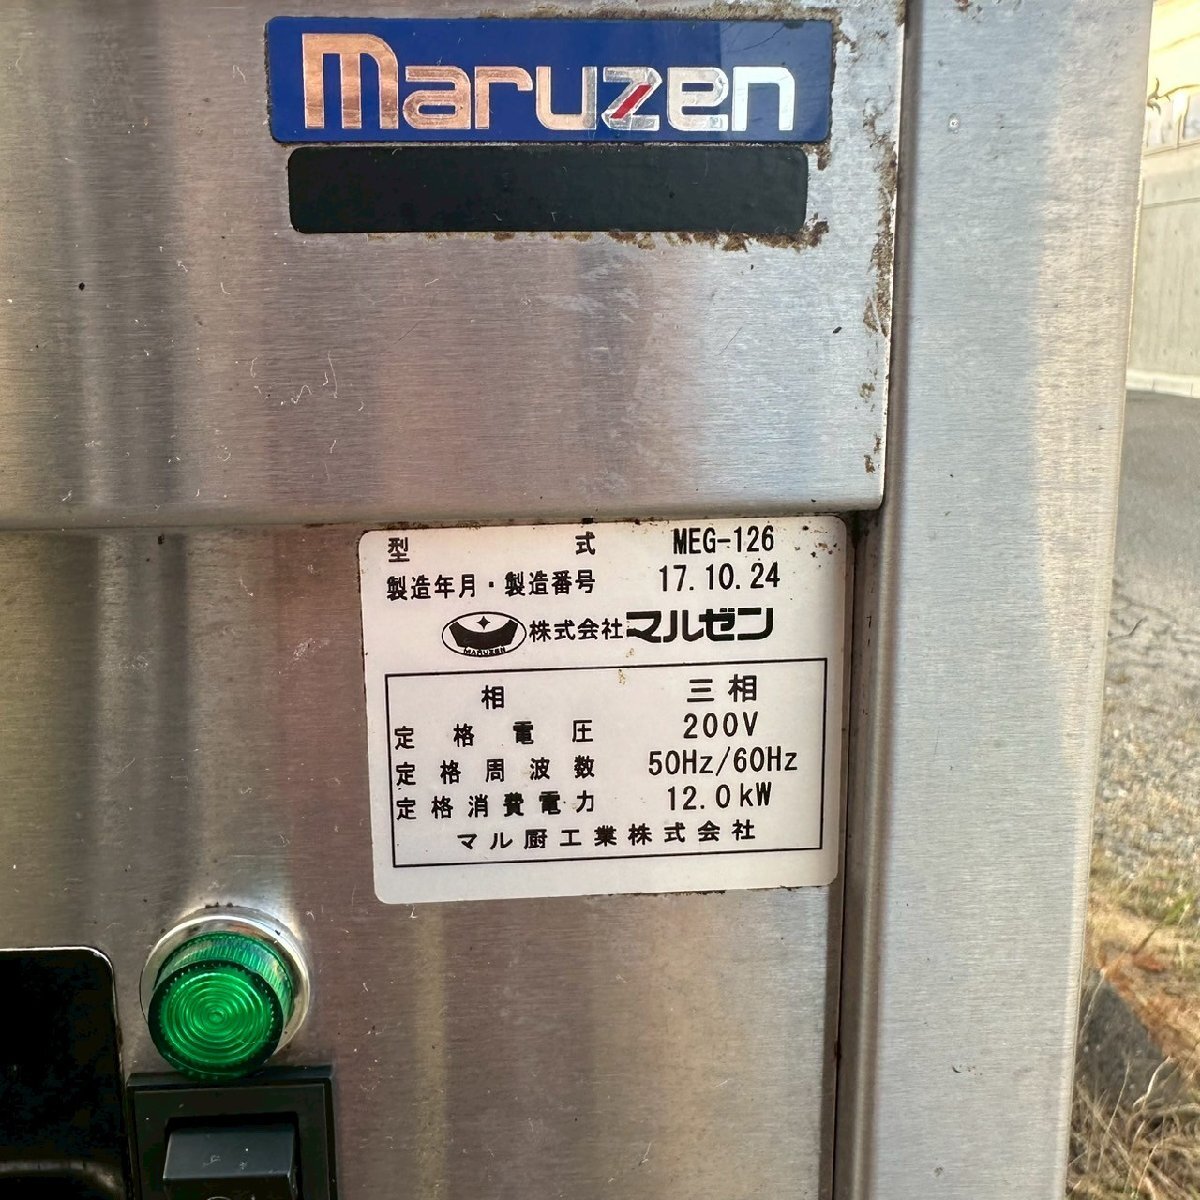 maruzen
型式 MEG-126
製造年月・製造番号 17.10.24
MARUZEN 株式会社マルゼン
相 三相
定格電圧 200V
定格周波数 50Hz/60Hz
定格消費電力 12.0kW
マル厨工業株式会社